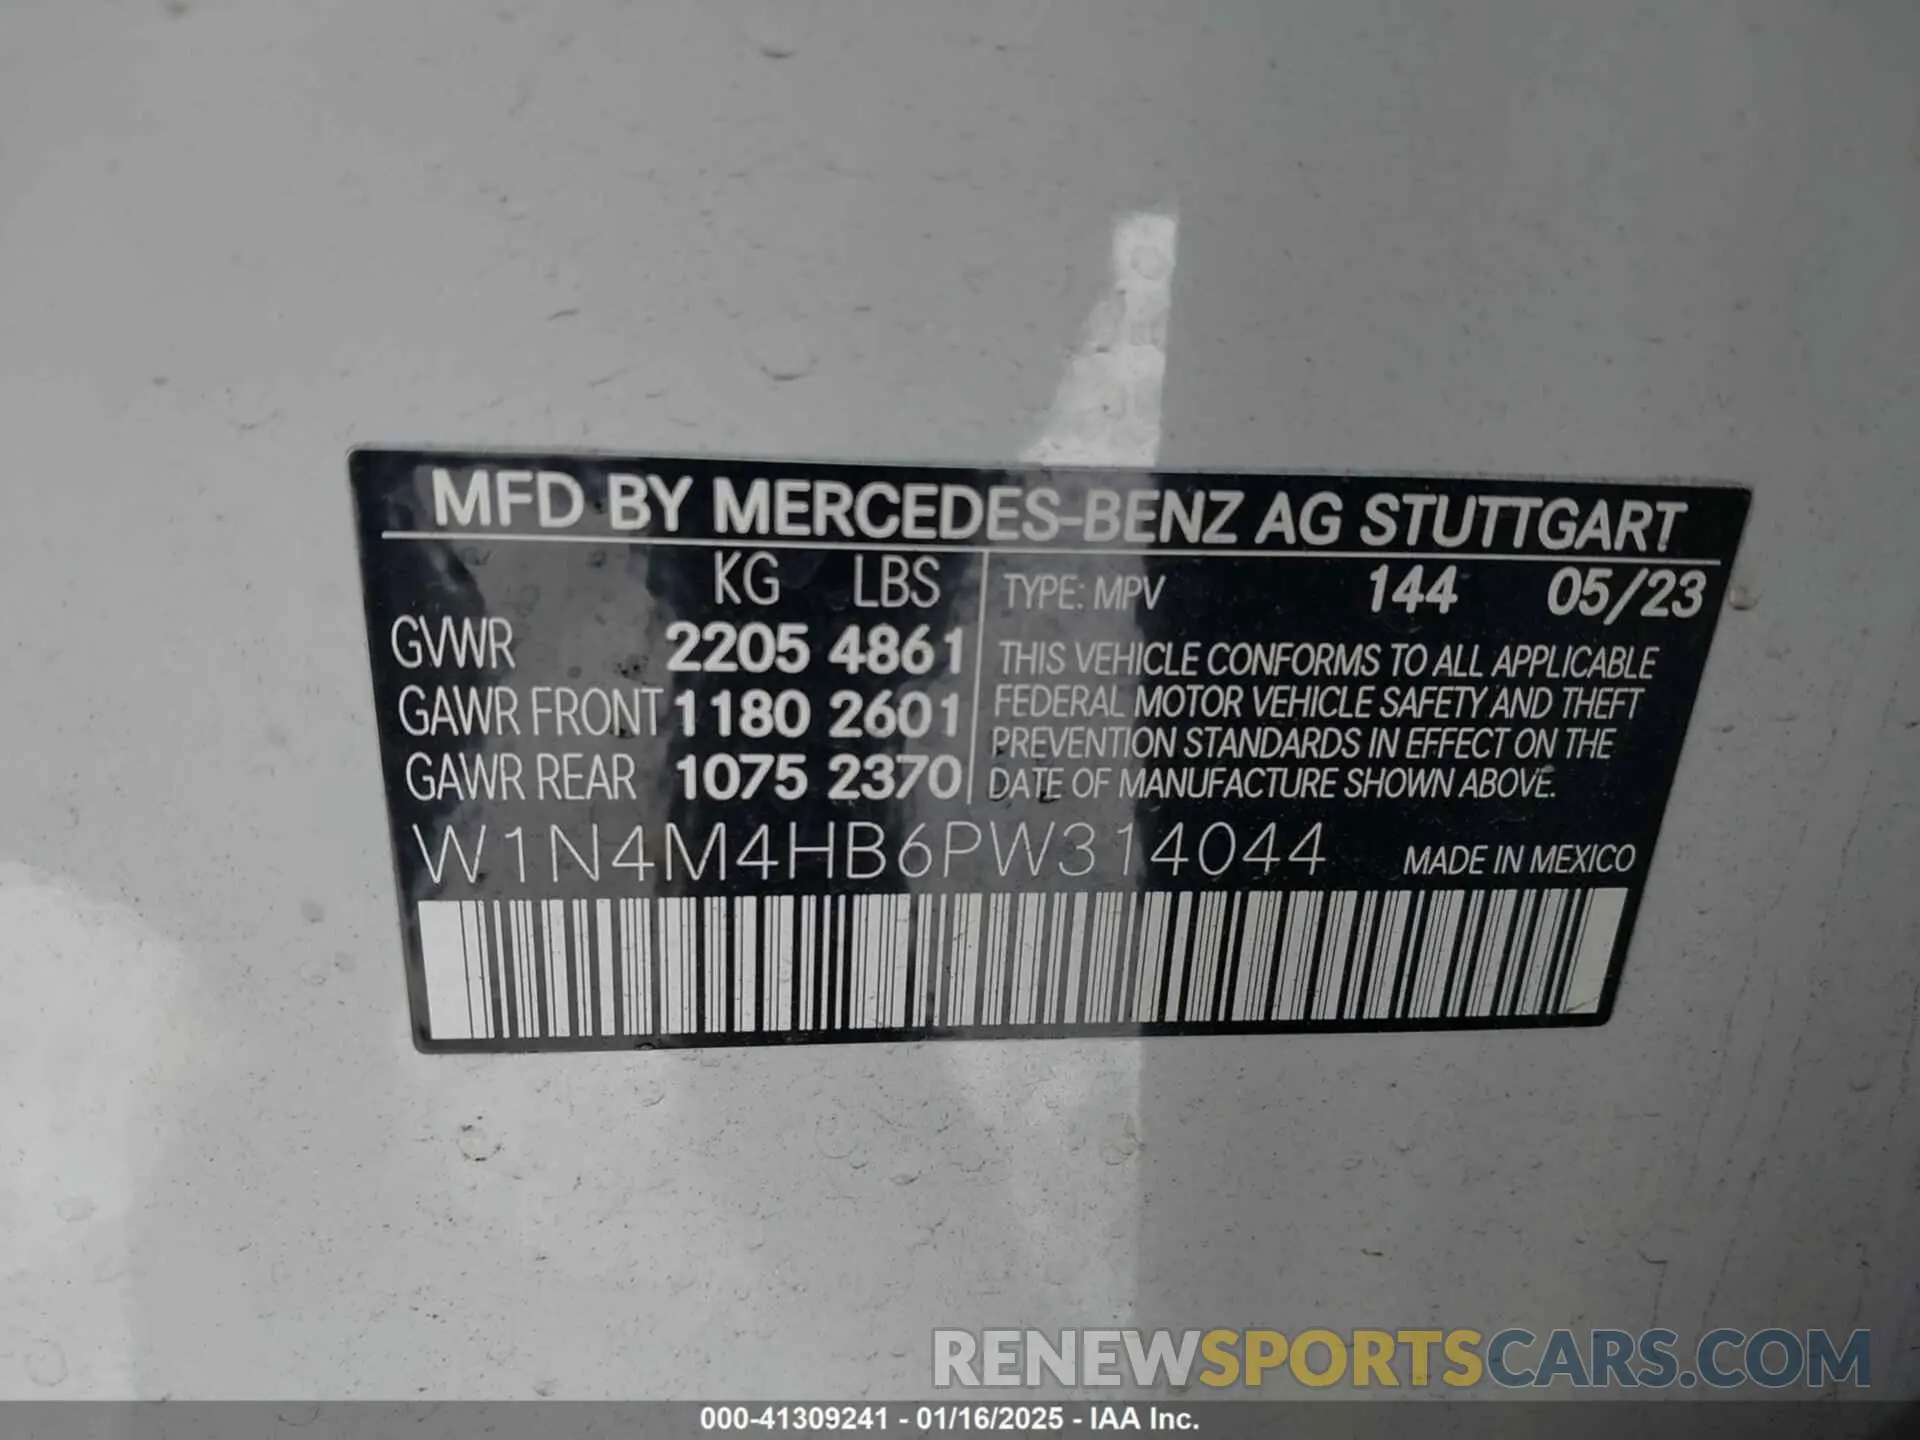 MFD BY MERCEDES-BENZ AG STUTTGART
KG LBS
GVWR 2205 4861
GAWR FRONT 1180 2601
GAWR REAR 1075 2370
TYPE: MPV 144 05/23
THIS VEHICLE CONFORMS TO ALL APPLICABLE
FEDERAL MOTOR VEHICLE SAFETY AND THEFT
PREVENTION STANDARDS IN EFFECT ON THE
DATE OF MANUFACTURE SHOWN ABOVE.
W1N4M4HB6PW314044 MADE IN MEXICO
RENEWSPORTSCARS.COM
000-41309241 - 01/16/2025 - IAA Inc.